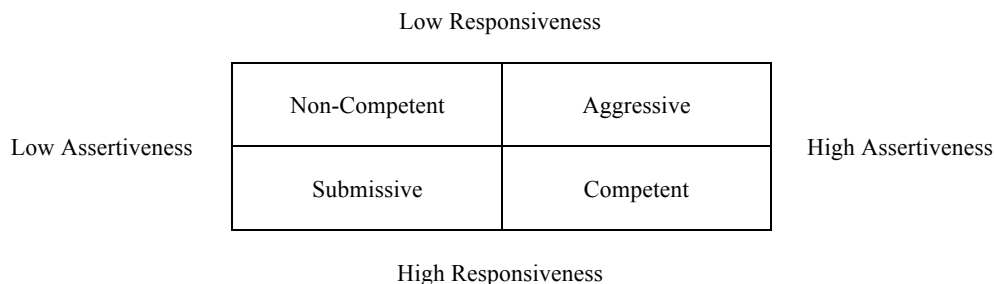 Low Responsiveness
Non-Competent Aggressive
Low Assertiveness High Assertiveness
Submissive Competent
High Responsiveness